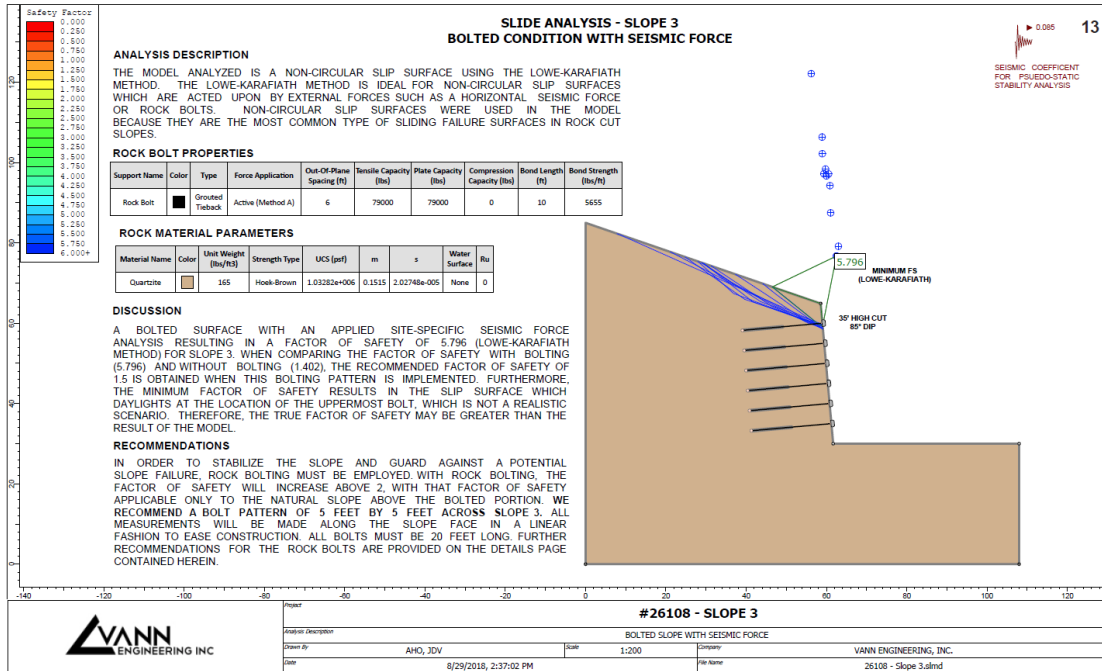 Safety Factor
0.000
0.250
0.500
0.750
1.000
1.250
1.500
1.750
2.000
2.250
2.500
2.750
3.000
3.250
3.500
3.750
4.000
4.250
4.500
4.750
5.000
5.250
5.500
5.750
6.000+
SLIDE ANALYSIS - SLOPE 3
BOLTED CONDITION WITH SEISMIC FORCE
0.085
13
SEISMIC COEFFICENT
FOR PSUEDO-STATIC
STABILITY ANALYSIS
ANALYSIS DESCRIPTION
THE MODEL ANALYZED IS A NON-CIRCULAR SLIP SURFACE USING THE LOWE-KARAFIATH
METHOD. THE LOWE-KARAFIATH METHOD IS IDEAL FOR NON-CIRCULAR SLIP SURFACES
WHICH ARE ACTED UPON BY EXTERNAL FORCES SUCH AS A HORIZONTAL SEISMIC FORCE
OR ROCK BOLTS. NON-CIRCULAR SLIP SURFACES WERE USED IN THE MODEL
BECAUSE THEY ARE THE MOST COMMON TYPE OF SLIDING FAILURE SURFACES IN ROCK CUT
SLOPES.
ROCK BOLT PROPERTIES
Support Name Color Type Force Application Out-Of-Plane Spacing (ft) Tensile Capacity (lbs) Plate Capacity (lbs) Compression Capacity (lbs) Bond Length (ft) Bond Strength (lbs/ft)
Rock Bolt Grouted Tieback Active (Method A) 6 79000 79000 0 10 5655
ROCK MATERIAL PARAMETERS
Material Name Color Unit Weight (lbs/ft3) Strength Type UCS (psf) m s Water Surface Ru
Quartzite 165 Hoek-Brown 1.03282e+006 0.1515 2.02748e-005 None 0
DISCUSSION
A BOLTED SURFACE WITH AN APPLIED SITE-SPECIFIC SEISMIC FORCE
ANALYSIS RESULTING IN A FACTOR OF SAFETY OF 5.796 (LOWE-KARAFIATH
METHOD) FOR SLOPE 3. WHEN COMPARING THE FACTOR OF SAFETY WITH BOLTING
(5.796) AND WITHOUT BOLTING (1.402), THE RECOMMENDED FACTOR OF SAFETY OF
1.5 IS OBTAINED WHEN THIS BOLTING PATTERN IS IMPLEMENTED. FURTHERMORE,
THE MINIMUM FACTOR OF SAFETY RESULTS IN THE SLIP SURFACE WHICH
DAYLIGHTS AT THE LOCATION OF THE UPPERMOST BOLT, WHICH IS NOT A REALISTIC
SCENARIO. THEREFORE, THE TRUE FACTOR OF SAFETY MAY BE GREATER THAN THE
RESULT OF THE MODEL.
RECOMMENDATIONS
IN ORDER TO STABILIZE THE SLOPE AND GUARD AGAINST A POTENTIAL
SLOPE FAILURE, ROCK BOLTING MUST BE EMPLOYED. WITH ROCK BOLTING, THE
FACTOR OF SAFETY WILL INCREASE ABOVE 2, WITH THAT FACTOR OF SAFETY
APPLICABLE ONLY TO THE NATURAL SLOPE ABOVE THE BOLTED PORTION. WE
RECOMMEND A BOLT PATTERN OF 5 FEET BY 5 FEET ACROSS SLOPE 3. ALL
MEASUREMENTS WILL BE MADE ALONG THE SLOPE FACE IN A LINEAR
FASHION TO EASE CONSTRUCTION. ALL BOLTS MUST BE 20 FEET LONG. FURTHER
RECOMMENDATIONS FOR THE ROCK BOLTS ARE PROVIDED ON THE DETAILS PAGE
CONTAINED HEREIN.
5.796
MINIMUM FS
(LOWE-KARAFIATH)
35' HIGH CUT
85° DIP
120
100
80
60
40
20
0
-140 -120 -100 -80 -60 -40 -20 0 20 40 60 80 100 120
VANN
ENGINEERING INC
Project
#26108 - SLOPE 3
Analysis Description
BOLTED SLOPE WITH SEISMIC FORCE
Drawn By AHO, JDV Scale 1:200 Company VANN ENGINEERING, INC.
Date 8/29/2018, 2:37:02 PM File Name 26108 - Slope 3.slmd